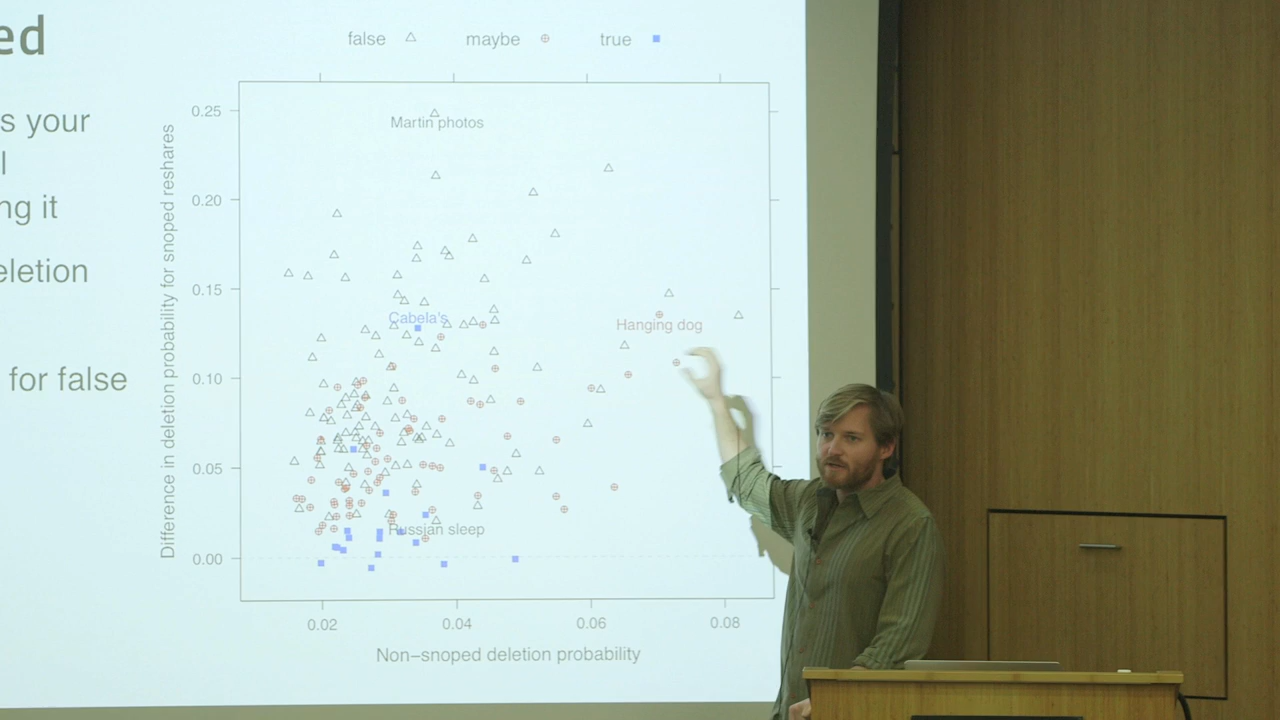 ed
s your
l
ng it
eletion
for false
false maybe true
Difference in deletion probability for snoped reshares
0.25
0.20
0.15
0.10
0.05
0.00
Martin photos
Cabela's
Hanging dog
Russian sleep
0.02 0.04 0.06 0.08
Non–snoped deletion probability